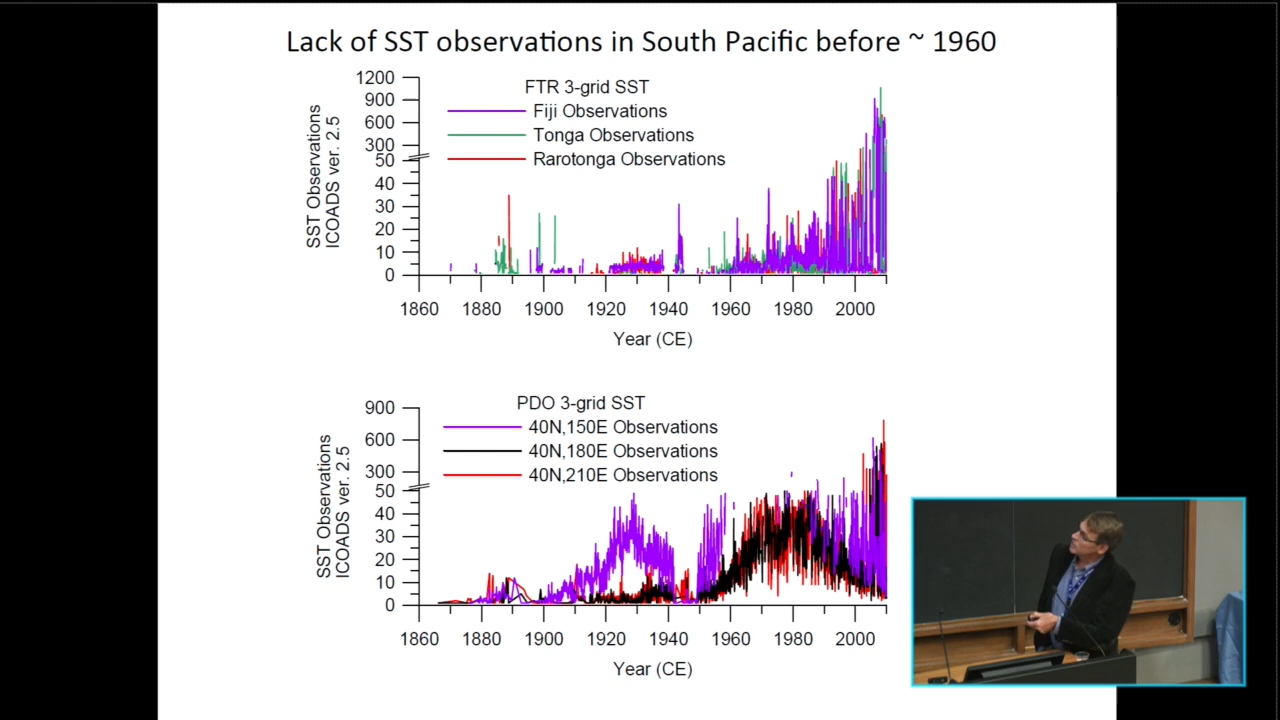 Lack of SST observations in South Pacific before ~ 1960
SST Observations
ICOADS ver. 2.5
1200
900
600
300
50
40
30
20
10
0
FTR 3-grid SST
Fiji Observations
Tonga Observations
Rarotonga Observations
1860 1880 1900 1920 1940 1960 1980 2000
Year (CE)
SST Observations
ICOADS ver. 2.5
900
600
300
50
40
30
20
10
0
PDO 3-grid SST
40N,150E Observations
40N,180E Observations
40N,210E Observations
1860 1880 1900 1920 1940 1960 1980 2000
Year (CE)